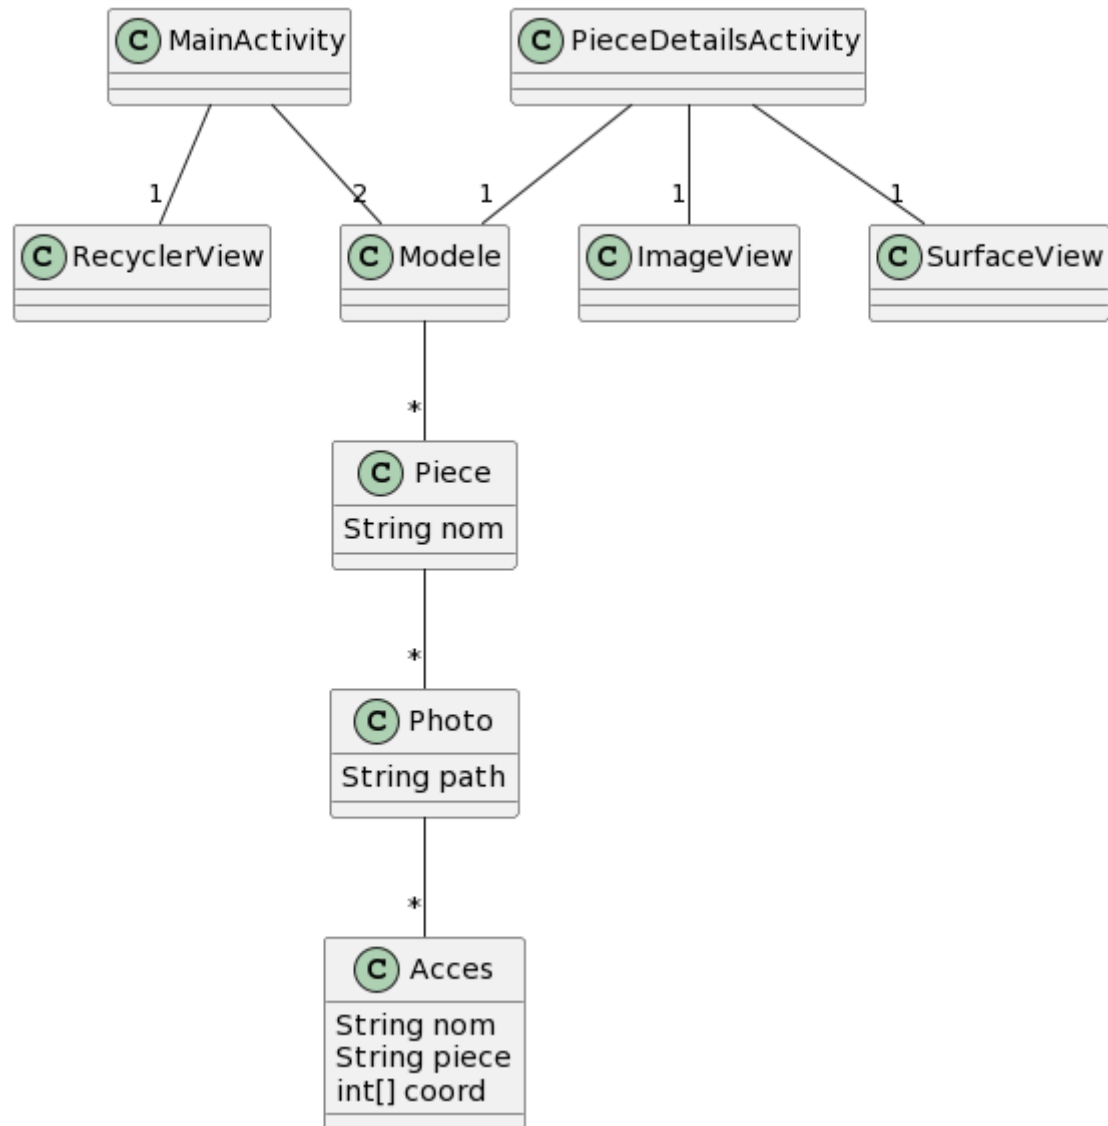 C MainActivity
C PieceDetailsActivity
1
2
1
1
1
C RecyclerView
C Modele
C ImageView
C SurfaceView
*
C Piece
String nom
*
C Photo
String path
*
C Acces
String nom
String piece
int[] coord